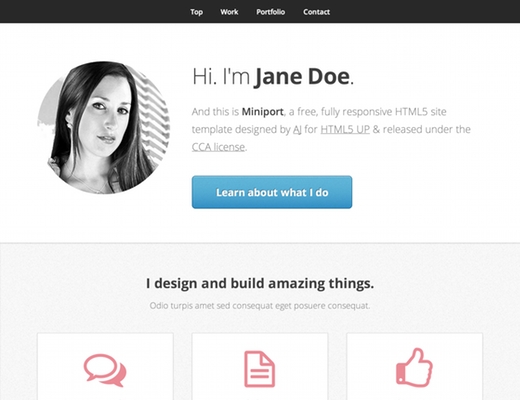 Top Work Portfolio Contact
Hi. I'm Jane Doe.
And this is Miniport, a free, fully responsive HTML5 site
template designed by AJ for HTML5 UP & released under the
CCA license.
Learn about what I do
I design and build amazing things.
Odio turpis amet sed consequat eget posuere consequat.